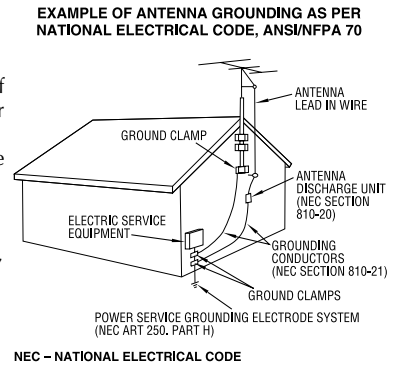 EXAMPLE OF ANTENNA GROUNDING AS PER
NATIONAL ELECTRICAL CODE, ANSI/NFPA 70
f
r
e
,
ANTENNA
LEAD IN WIRE
GROUND CLAMP
ANTENNA
DISCHARGE UNIT
(NEC SECTION
810-20)
ELECTRIC SERVICE
EQUIPMENT
GROUNDING
CONDUCTORS
(NEC SECTION 810-21)
GROUND CLAMPS
POWER SERVICE GROUNDING ELECTRODE SYSTEM
(NEC ART 250. PART H)
NEC – NATIONAL ELECTRICAL CODE